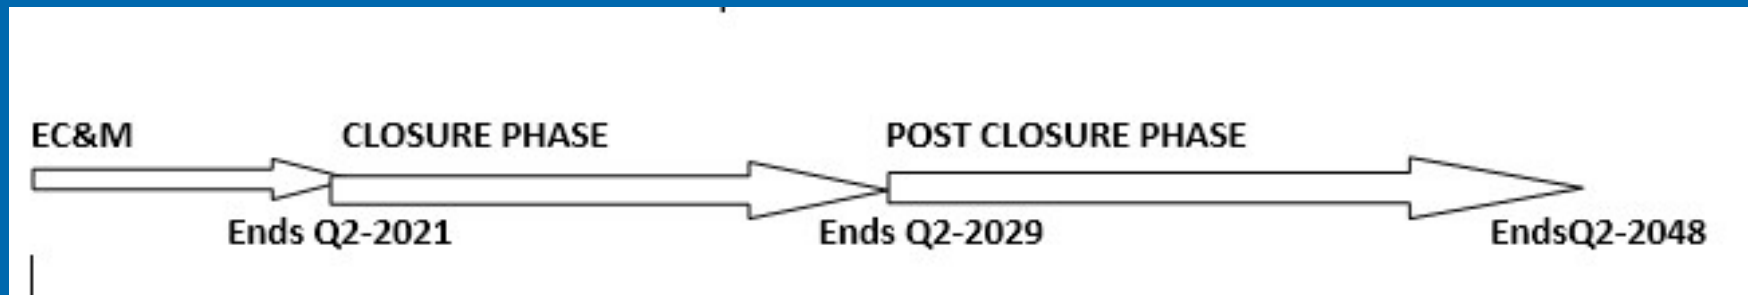 EC&M CLOSURE PHASE POST CLOSURE PHASE
Ends Q2-2021 Ends Q2-2029 EndsQ2-2048